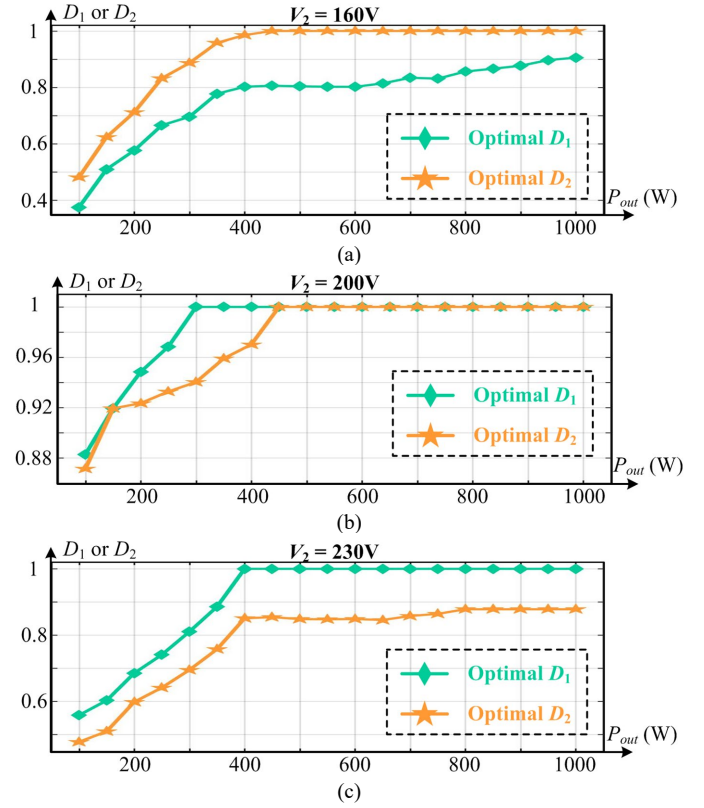 D₁ or D₂
V₂ = 160V
1
0.8
0.6
0.4
Optimal D₁
Optimal D₂
Pout (W)
200 400 600 800 1000
(a)
D₁ or D₂
V₂ = 200V
1
0.96
0.92
0.88
Optimal D₁
Optimal D₂
Pout (W)
200 400 600 800 1000
(b)
D₁ or D₂
V₂ = 230V
1
0.8
0.6
Optimal D₁
Optimal D₂
Pout (W)
200 400 600 800 1000
(c)